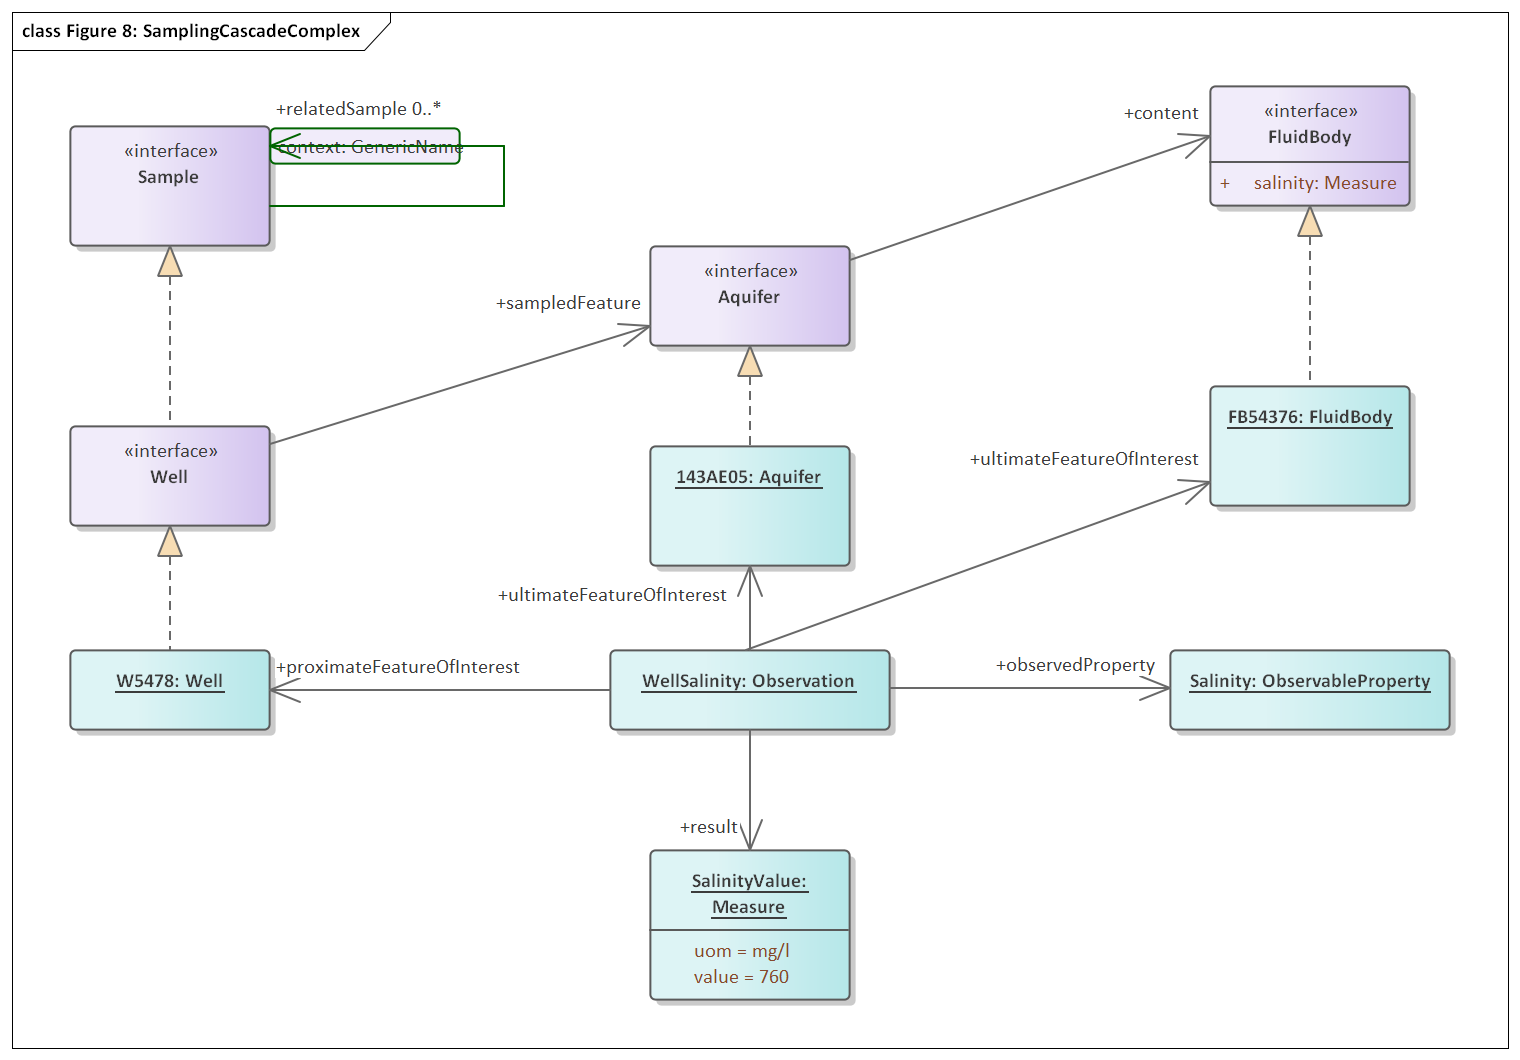 class Figure 8: SamplingCascadeComplex
+relatedSample 0..*
«interface»
Sample
context: GenericName
+content
«interface»
FluidBody
+ salinity: Measure
«interface»
Aquifer
+sampledFeature
«interface»
Well
143AE05: Aquifer
FB54376: FluidBody
+ultimateFeatureOfInterest
+ultimateFeatureOfInterest
W5478: Well
+proximateFeatureOfInterest
WellSalinity: Observation
+observedProperty
Salinity: ObservableProperty
+result
SalinityValue:
Measure
uom = mg/l
value = 760